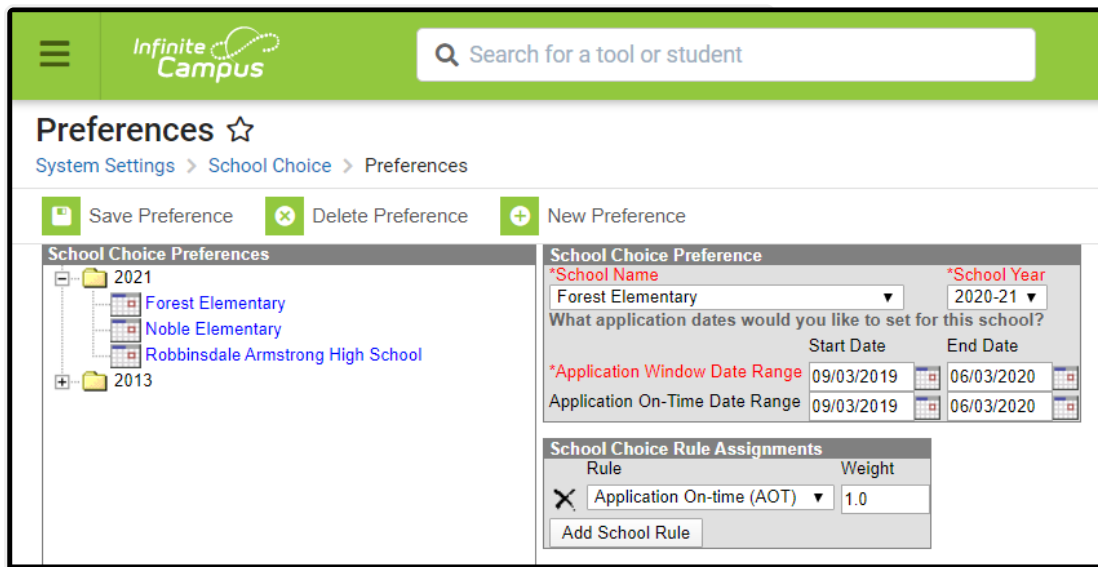 Infinite Campus
Search for a tool or student
Preferences
System Settings > School Choice > Preferences
Save Preference Delete Preference New Preference
School Choice Preferences
2021
Forest Elementary
Noble Elementary
Robbinsdale Armstrong High School
2013
School Choice Preference
*School Name *School Year
Forest Elementary 2020-21
What application dates would you like to set for this school?
Start Date End Date
*Application Window Date Range 09/03/2019 06/03/2020
Application On-Time Date Range 09/03/2019 06/03/2020
School Choice Rule Assignments
Rule Weight
X Application On-time (AOT) 1.0
Add School Rule